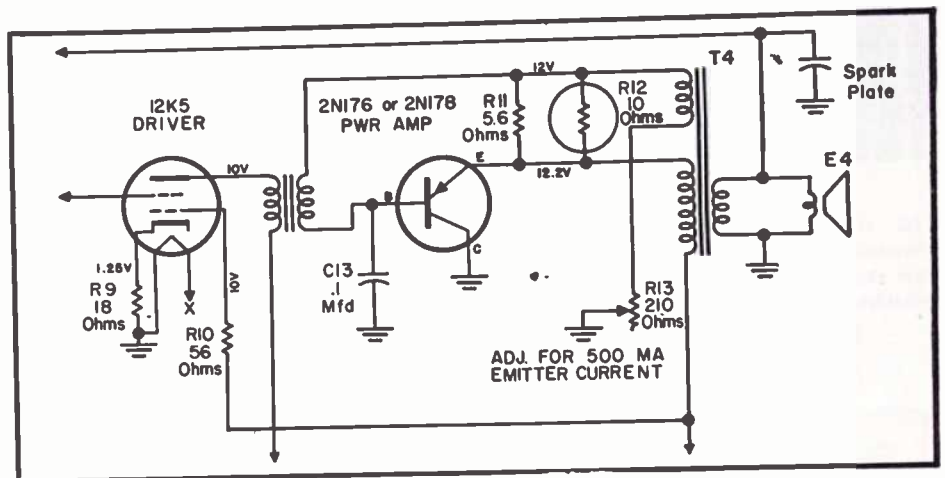 12K5
DRIVER
10V
1.25V
R9
18
Ohms
X
10V
R10
56
Ohms
2N176 or 2N178
PWR AMP
B
E
C
C13
.1
Mfd
R11
5.6
Ohms
12V
12.2V
R12
10
Ohms
R13
210
Ohms
ADJ. FOR 500 MA
EMITTER CURRENT
T4
Spark
Plate
E4